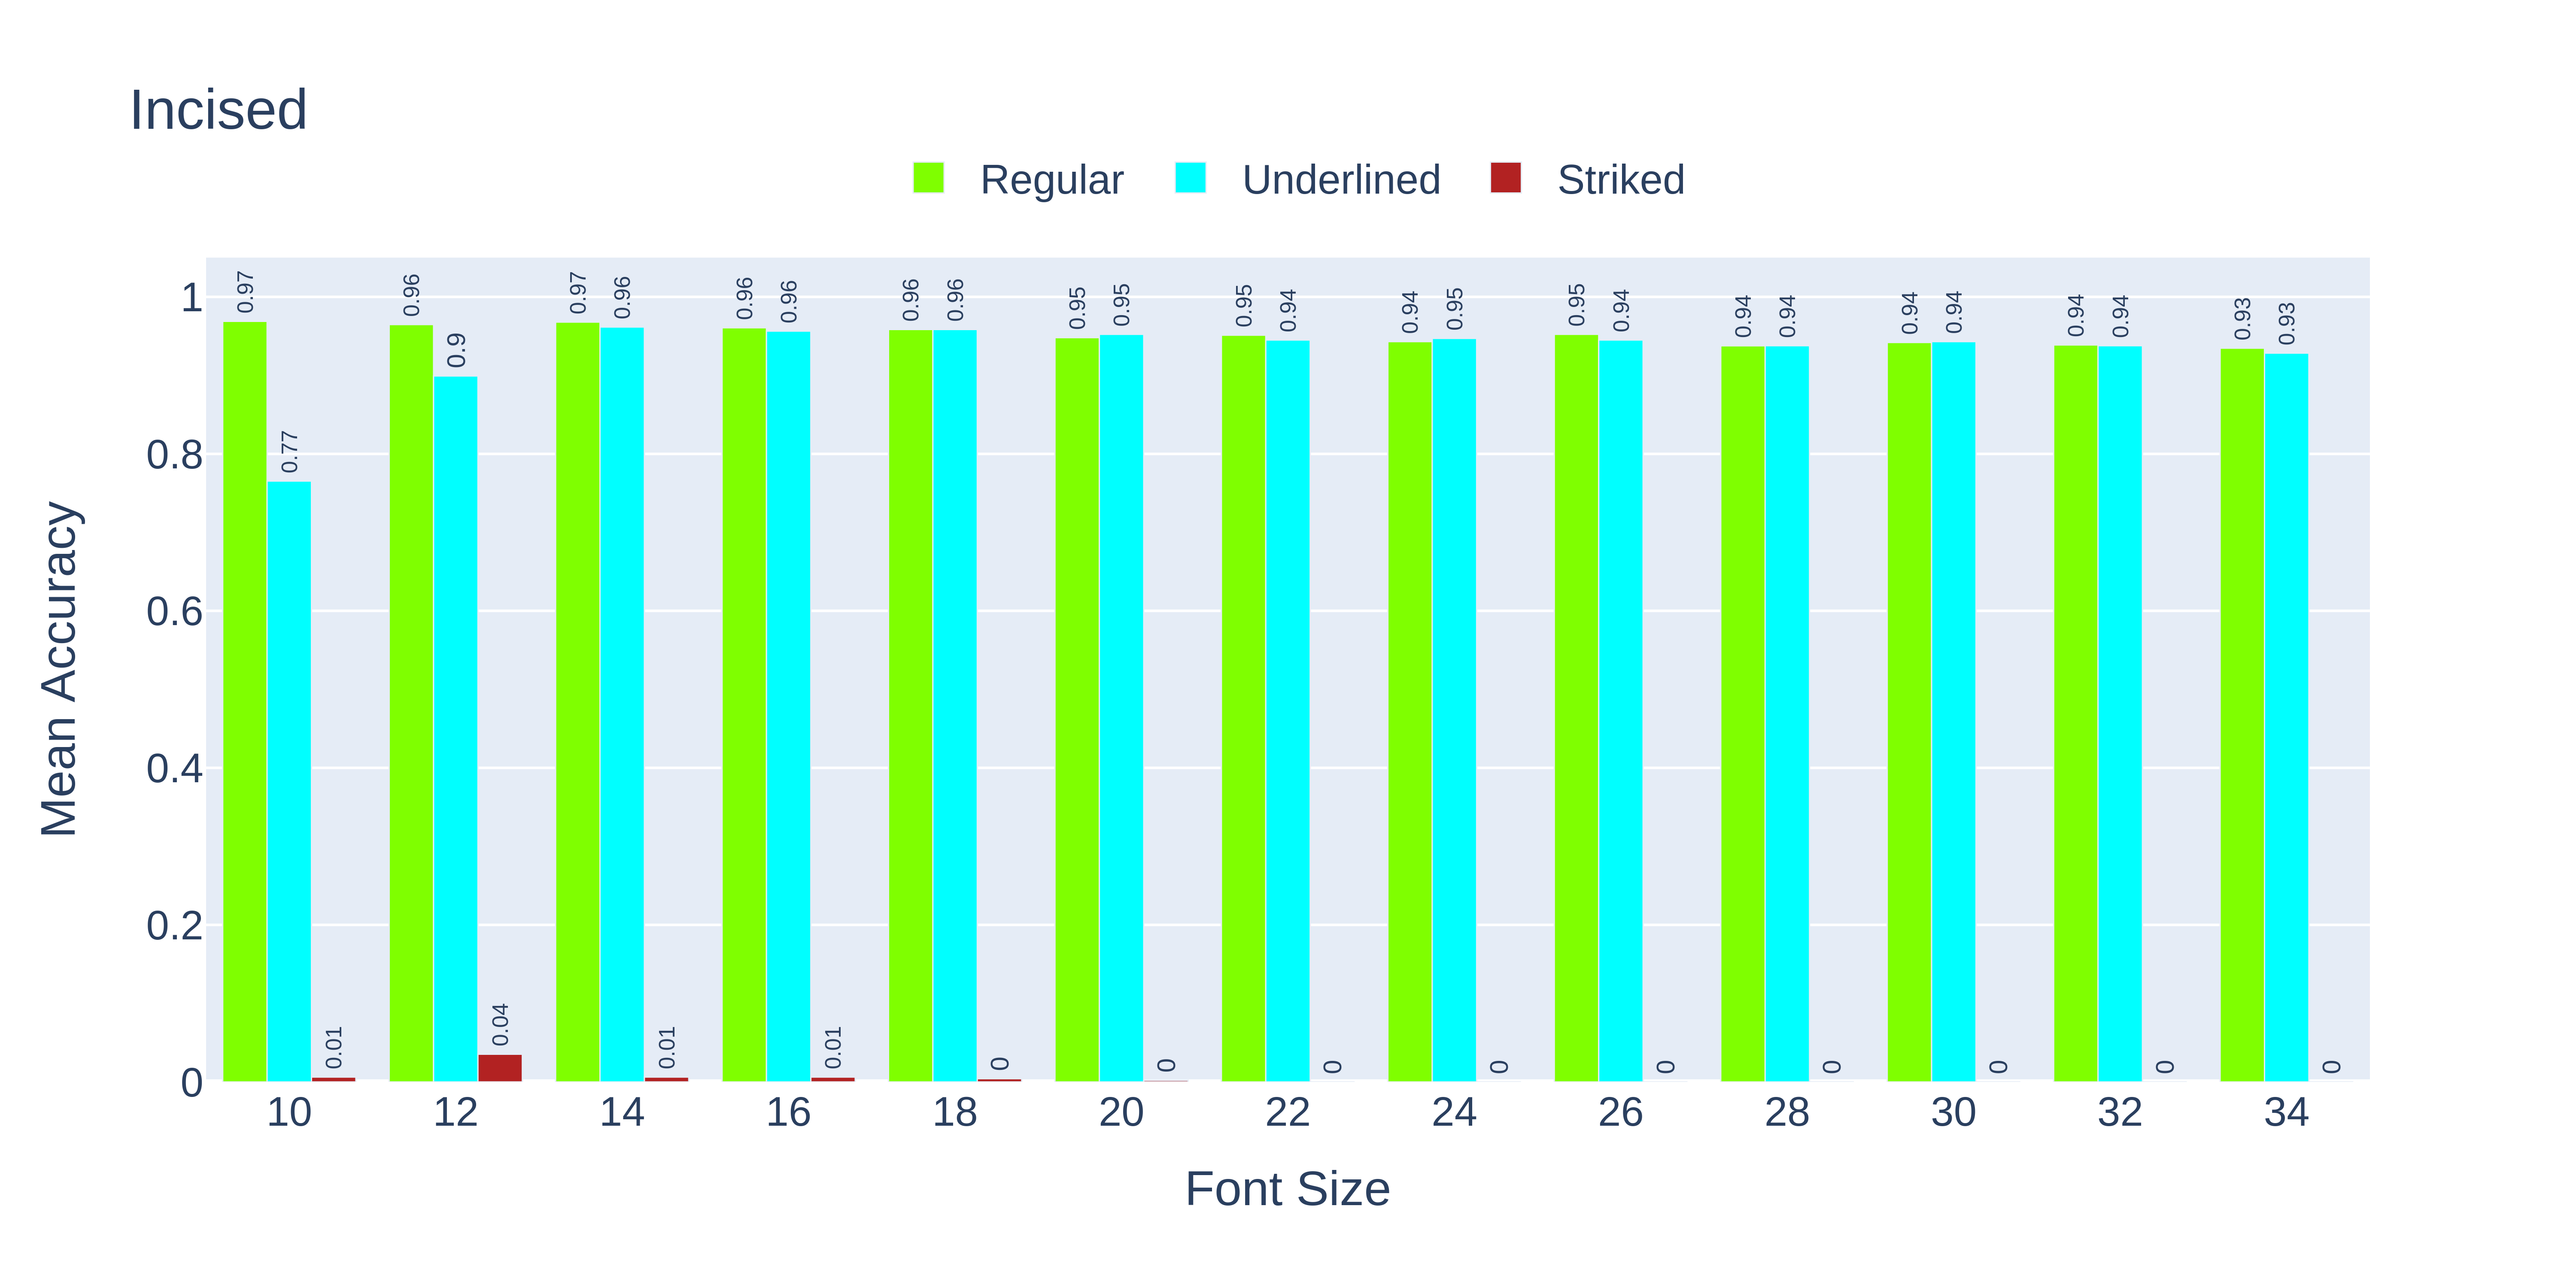 Incised
Regular Underlined Striked
0.97 0.77 0.01 0.96 0.9 0.04 0.97 0.96 0.01 0.96 0.96 0.01 0.96 0.96 0 0.95 0.95 0 0.95 0.94 0 0.94 0.95 0 0.95 0.94 0 0.94 0.94 0 0.94 0.94 0 0.94 0.94 0 0.93 0.93 0
1
0.8
0.6
0.4
0.2
0
Mean Accuracy
10 12 14 16 18 20 22 24 26 28 30 32 34
Font Size